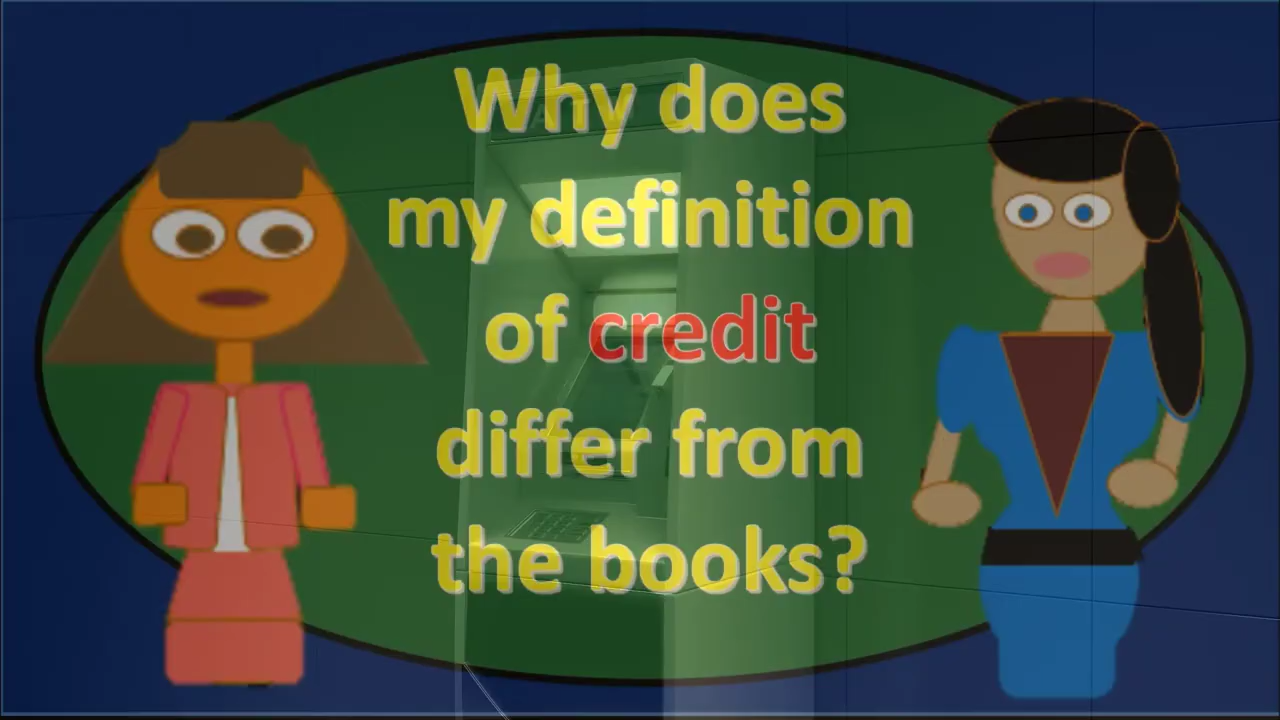 Why does
my definition
of credit
differ from
the books?